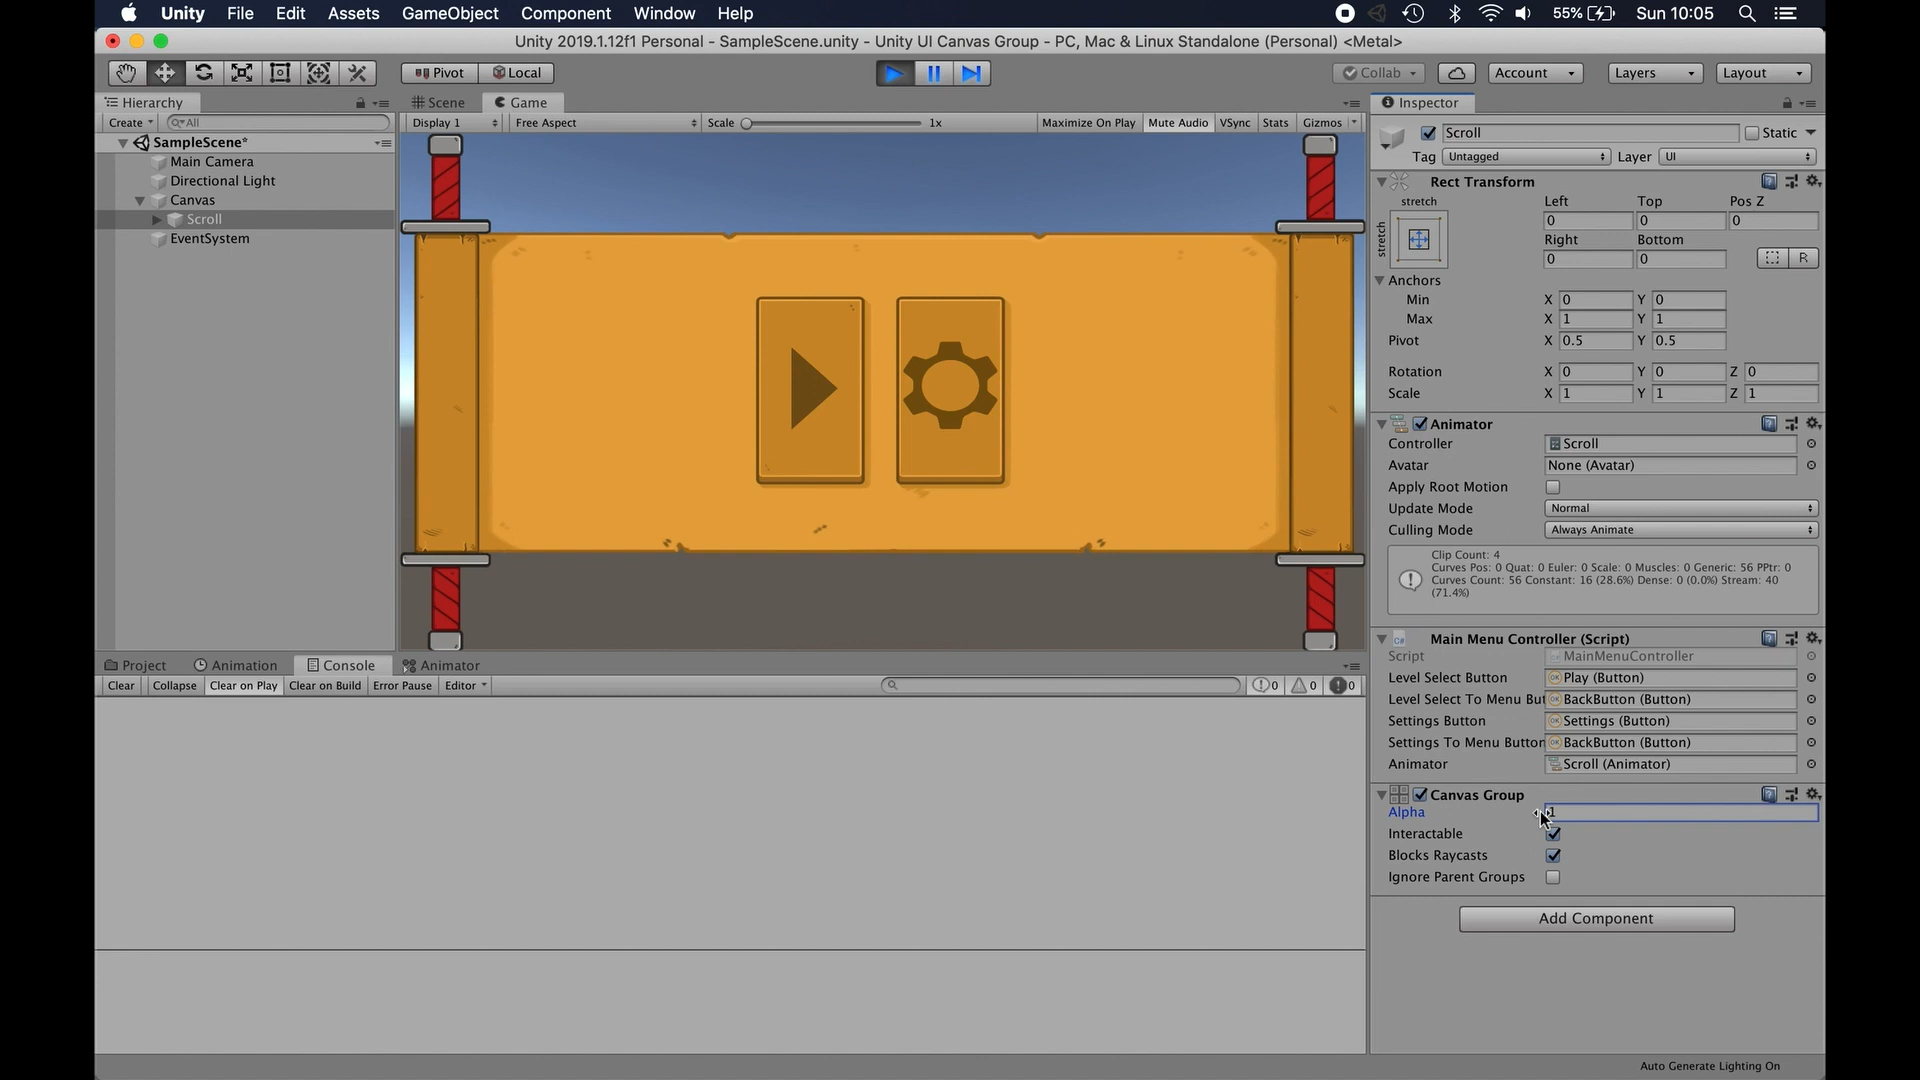 Unity File Edit Assets GameObject Component Window Help 55% Sun 10:05
Unity 2019.1.12f1 Personal - SampleScene.unity - Unity UI Canvas Group - PC, Mac & Linux Standalone (Personal) <Metal>
Pivot Local Collab Account Layers Layout
Hierarchy
Create All
SampleScene*
Main Camera
Directional Light
Canvas
Scroll
EventSystem
Scene Game
Display 1 Free Aspect Scale 1x Maximize On Play Mute Audio VSync Stats Gizmos
Project Animation Console Animator
Clear Collapse Clear on Play Clear on Build Error Pause Editor 0 0 0
Inspector
Scroll Static
Tag Untagged Layer UI
Rect Transform
stretch Left Top Pos Z
stretch 0 0 0
Right Bottom
0 0 R
Anchors
Min X 0 Y 0
Max X 1 Y 1
Pivot X 0.5 Y 0.5
Rotation X 0 Y 0 Z 0
Scale X 1 Y 1 Z 1
Animator
Controller Scroll
Avatar None (Avatar)
Apply Root Motion
Update Mode Normal
Culling Mode Always Animate
Clip Count: 4
Curves Pos: 0 Quat: 0 Euler: 0 Scale: 0 Muscles: 0 Generic: 56 PPtr: 0
Curves Count: 56 Constant: 16 (28.6%) Dense: 0 (0.0%) Stream: 40
(71.4%)
Main Menu Controller (Script)
Script MainMenuController
Level Select Button Play (Button)
Level Select To Menu But BackButton (Button)
Settings Button Settings (Button)
Settings To Menu Button BackButton (Button)
Animator Scroll (Animator)
Canvas Group
Alpha 1
Interactable
Blocks Raycasts
Ignore Parent Groups
Add Component
Auto Generate Lighting On